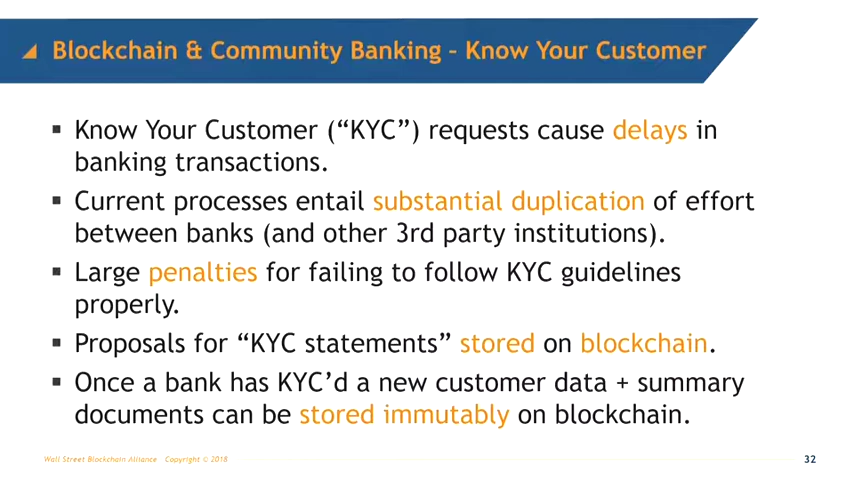 Blockchain & Community Banking – Know Your Customer
Know Your Customer (“KYC”) requests cause delays in
banking transactions.
Current processes entail substantial duplication of effort
between banks (and other 3rd party institutions).
Large penalties for failing to follow KYC guidelines
properly.
Proposals for “KYC statements” stored on blockchain.
Once a bank has KYC’d a new customer data + summary
documents can be stored immutably on blockchain.
Wall Street Blockchain Alliance Copyright © 2018
32